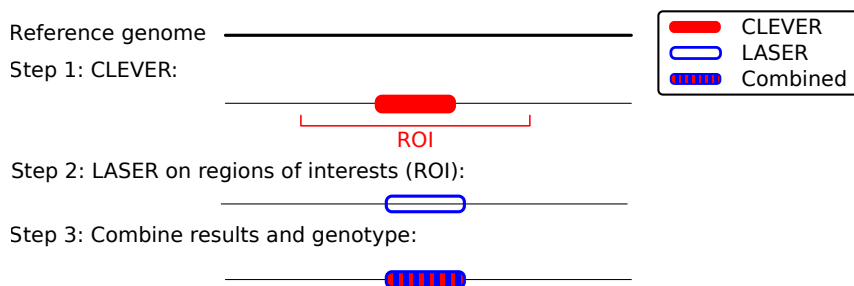 Reference genome
Step 1: CLEVER:
ROI
Step 2: LASER on regions of interests (ROI):
Step 3: Combine results and genotype:
CLEVER
LASER
Combined